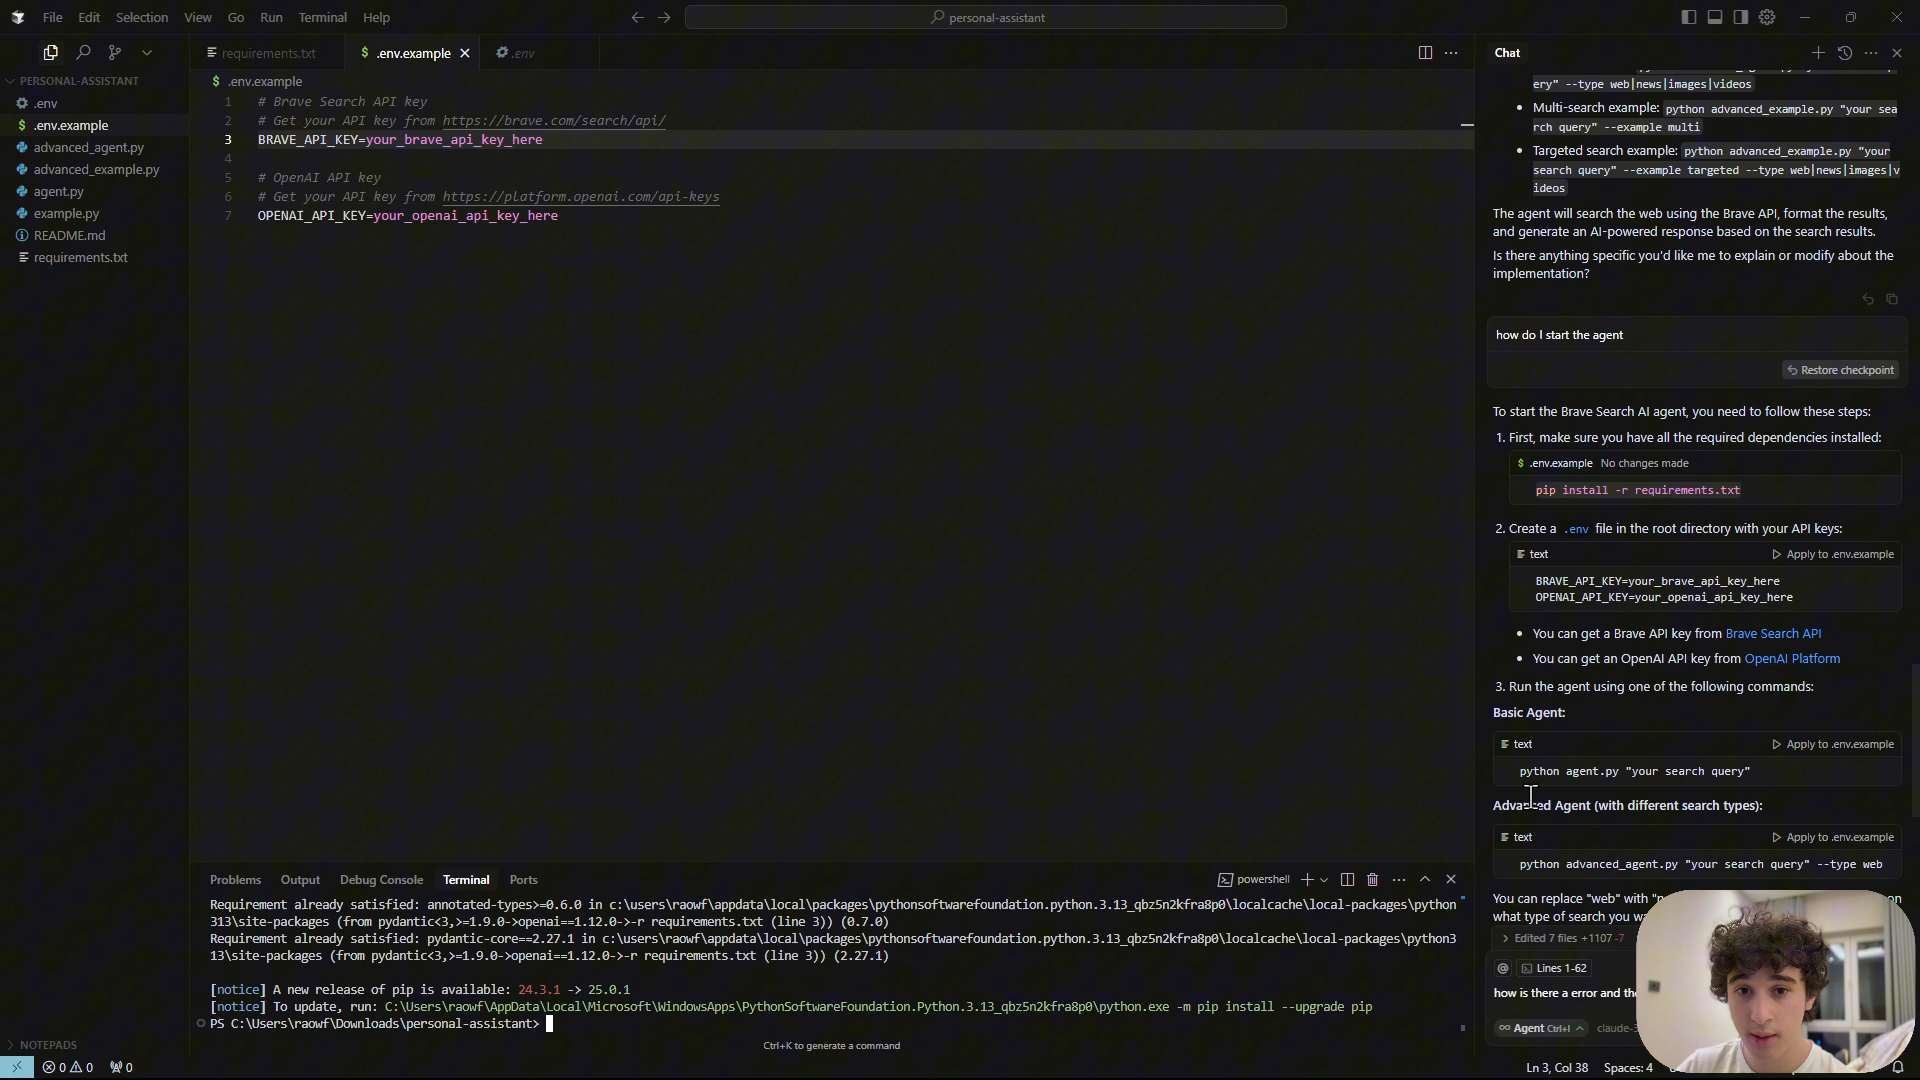 File Edit Selection View Go Run Terminal Help
personal-assistant
PERSONAL-ASSISTANT
.env
.env.example
advanced_agent.py
advanced_example.py
agent.py
example.py
README.md
requirements.txt
NOTEPADS
requirements.txt
$ .env.example
.env
$ .env.example
1 # Brave Search API key
2 # Get your API key from https://brave.com/search/api/
3 BRAVE_API_KEY=your_brave_api_key_here
4
5 # OpenAI API key
6 # Get your API key from https://platform.openai.com/api-keys
7 OPENAI_API_KEY=your_openai_api_key_here
Problems Output Debug Console Terminal Ports
powershell
Requirement already satisfied: annotated-types>=0.6.0 in c:\users\raowf\appdata\local\packages\pythonsoftwarefoundation.python.3.13_qbz5n2kfra8p0\localcache\local-packages\python
313\site-packages (from pydantic<3,>=1.9.0->openai==1.12.0->-r requirements.txt (line 3)) (0.7.0)
Requirement already satisfied: pydantic-core==2.27.1 in c:\users\raowf\appdata\local\packages\pythonsoftwarefoundation.python.3.13_qbz5n2kfra8p0\localcache\local-packages\python3
13\site-packages (from pydantic<3,>=1.9.0->openai==1.12.0->-r requirements.txt (line 3)) (2.27.1)
[notice] A new release of pip is available: 24.3.1 -> 25.0.1
[notice] To update, run: C:\Users\raowf\AppData\Local\Microsoft\WindowsApps\PythonSoftwareFoundation.Python.3.13_qbz5n2kfra8p0\python.exe -m pip install --upgrade pip
PS C:\Users\raowf\Downloads\personal-assistant>
Ctrl+K to generate a command
Chat
ery" --type web|news|images|videos
• Multi-search example: python advanced_example.py "your sea
rch query" --example multi
• Targeted search example: python advanced_example.py "your
search query" --example targeted --type web|news|images|v
ideos
The agent will search the web using the Brave API, format the results,
and generate an AI-powered response based on the search results.
Is there anything specific you'd like me to explain or modify about the
implementation?
how do I start the agent
Restore checkpoint
To start the Brave Search AI agent, you need to follow these steps:
1. First, make sure you have all the required dependencies installed:
$ .env.example No changes made
pip install -r requirements.txt
2. Create a .env file in the root directory with your API keys:
text Apply to .env.example
BRAVE_API_KEY=your_brave_api_key_here
OPENAI_API_KEY=your_openai_api_key_here
• You can get a Brave API key from Brave Search API
• You can get an OpenAI API key from OpenAI Platform
3. Run the agent using one of the following commands:
Basic Agent:
text Apply to .env.example
python agent.py "your search query"
Advanced Agent (with different search types):
text Apply to .env.example
python advanced_agent.py "your search query" --type web
You can replace "web" with
what type of search you
Edited 7 files +1107 -7
@ Lines 1-62
how is there a error and
Agent Ctrl+I
0 0 0
Ln 3, Col 38 Spaces: 4